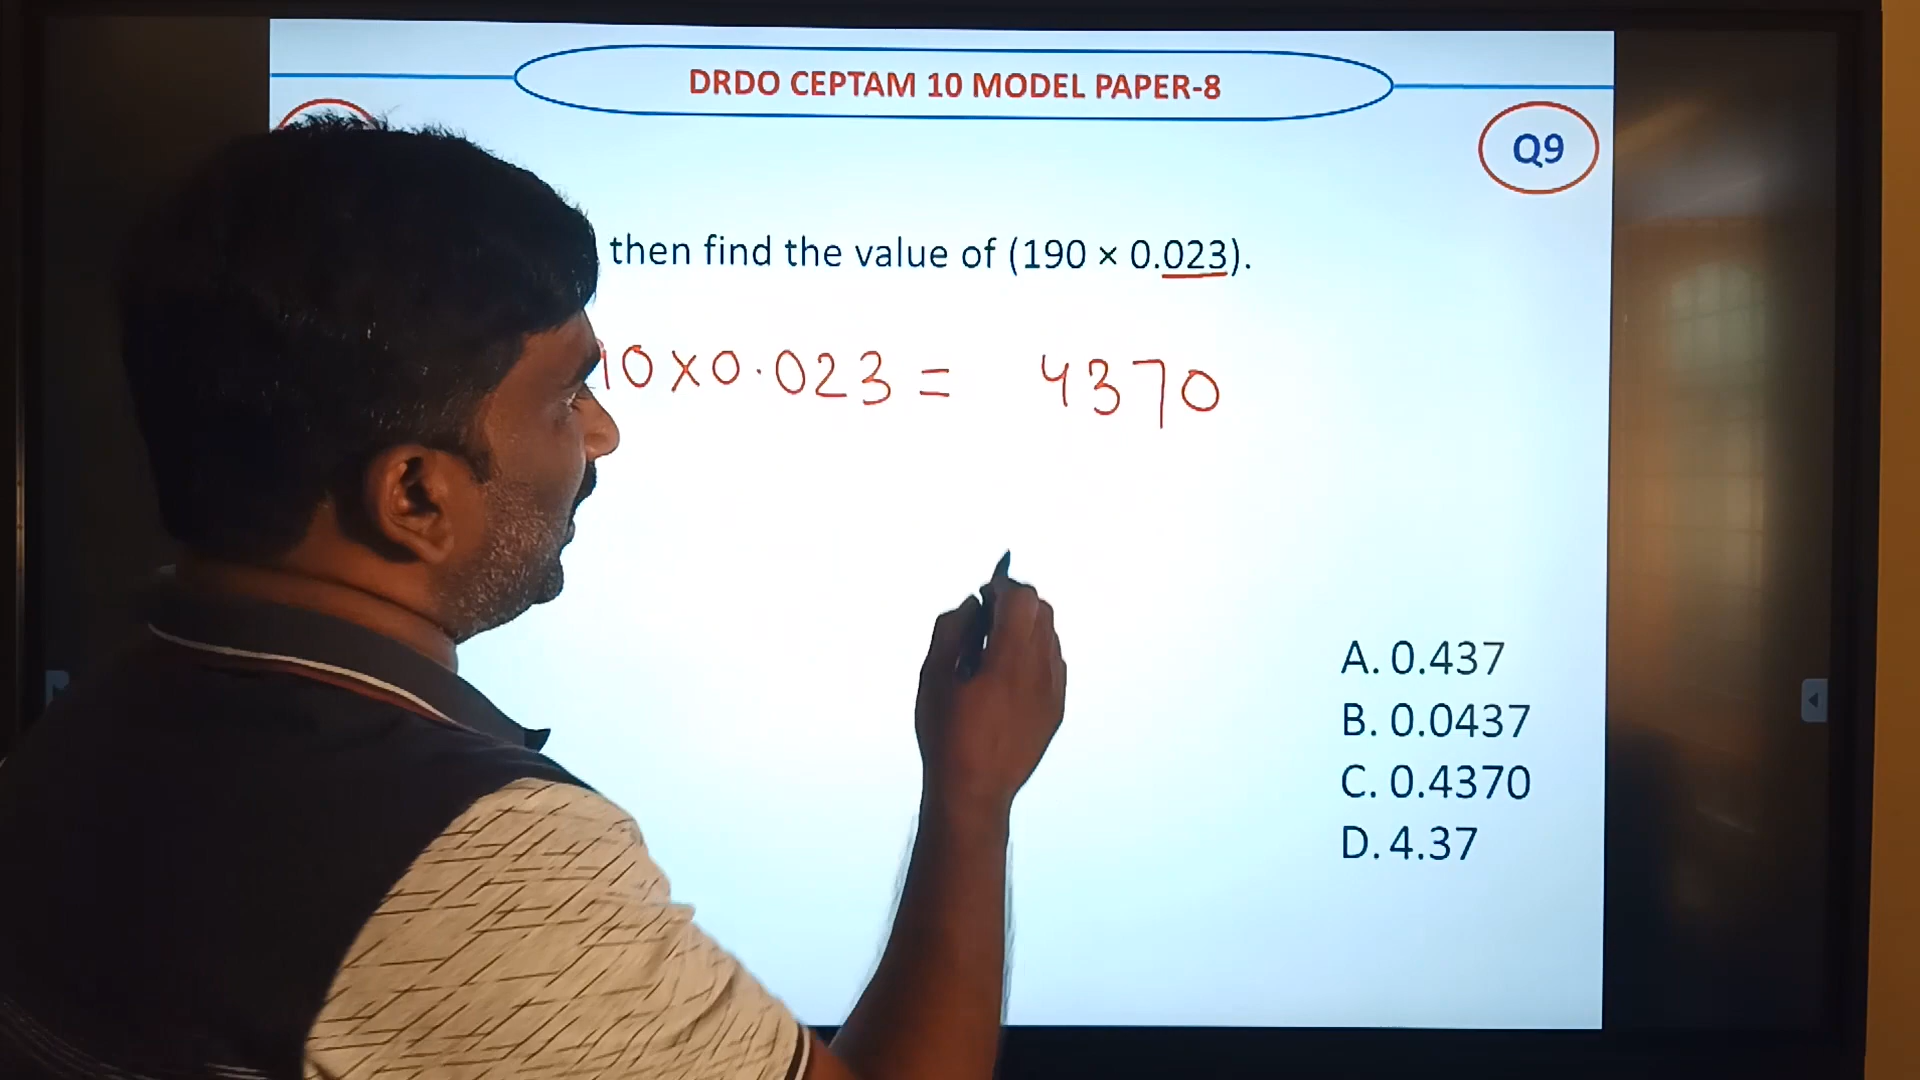 DRDO CEPTAM 10 MODEL PAPER-8
Q9
then find the value of (190 × 0.023).
10 × 0.023 = 4370
A. 0.437
B. 0.0437
C. 0.4370
D. 4.37